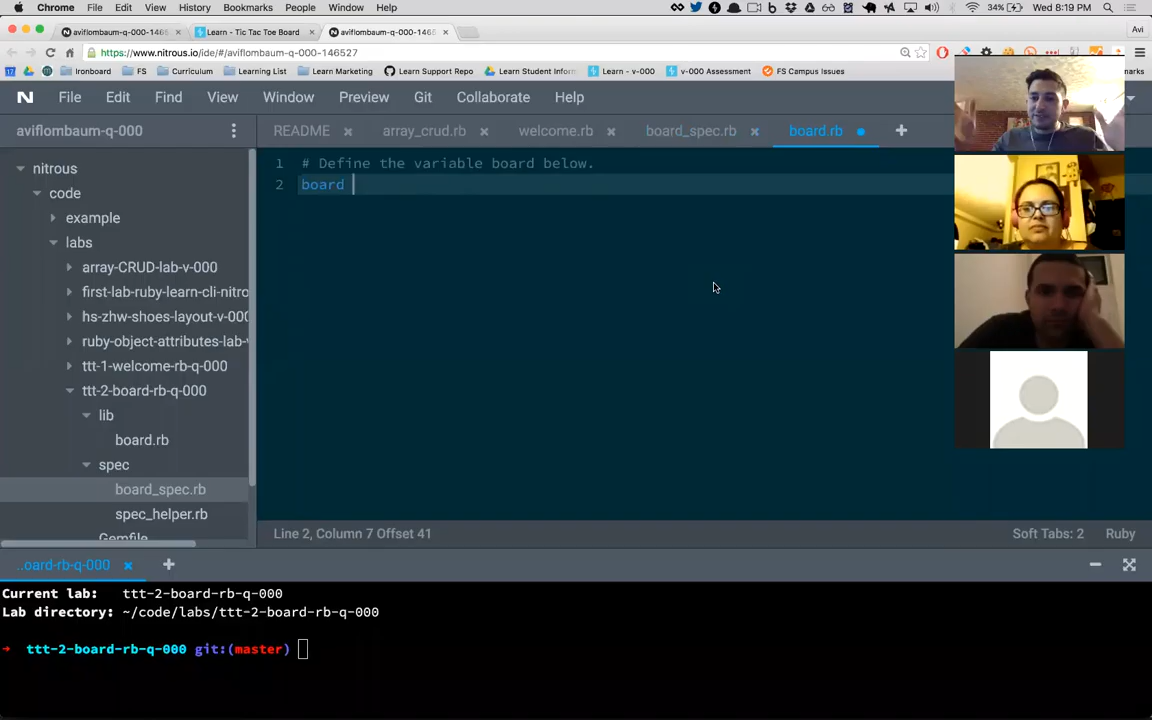 Chrome File Edit View History Bookmarks People Window Help 34% Wed 8:19 PM
aviflombaum-q-000-1465 Learn - Tic Tac Toe Board aviflombaum-q-000-1465 Avi
https://www.nitrous.io/ide/#/aviflombaum-q-000-146527
17 Ironboard FS Curriculum Learning List Learn Marketing Learn Support Repo Learn Student Inform Learn - v-000 v-000 Assessment FS Campus Issues marks
N File Edit Find View Window Preview Git Collaborate Help
aviflombaum-q-000 README array_crud.rb welcome.rb board_spec.rb board.rb
nitrous
code
example
labs
array-CRUD-lab-v-000
first-lab-ruby-learn-cli-nitro
hs-zhw-shoes-layout-v-000
ruby-object-attributes-lab-v
ttt-1-welcome-rb-q-000
ttt-2-board-rb-q-000
lib
board.rb
spec
board_spec.rb
spec_helper.rb
Gemfile
1 # Define the variable board below.
2 board
Line 2, Column 7 Offset 41 Soft Tabs: 2 Ruby
..oard-rb-q-000
Current lab: ttt-2-board-rb-q-000
Lab directory: ~/code/labs/ttt-2-board-rb-q-000
→ ttt-2-board-rb-q-000 git:(master)